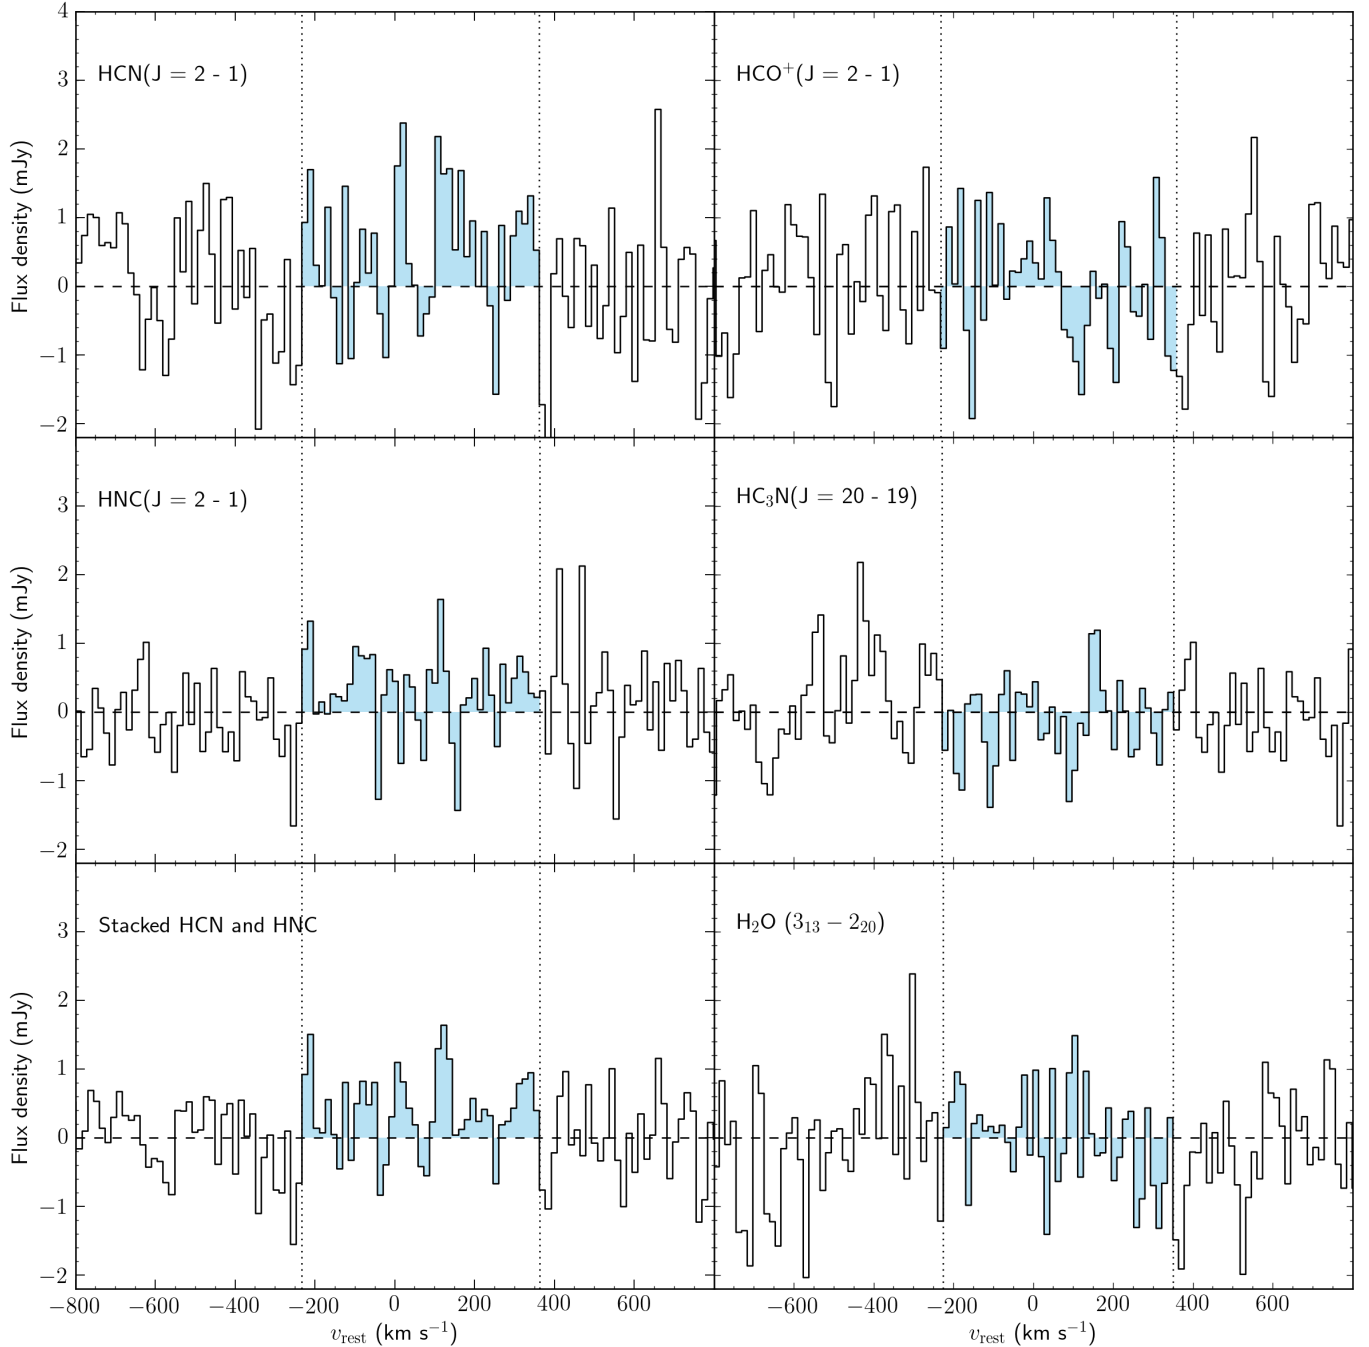 4
3
2
1
0
−1
−2
Flux density (mJy)
HCN(J = 2 - 1)
HCO⁺(J = 2 - 1)
3
2
1
0
−1
−2
Flux density (mJy)
HNC(J = 2 - 1)
HC₃N(J = 20 - 19)
3
2
1
0
−1
−2
Flux density (mJy)
Stacked HCN and HNC
H₂O (3₁₃ − 2₂₀)
−800 −600 −400 −200 0 200 400 600
−600 −400 −200 0 200 400 600
v_rest (km s⁻¹)
v_rest (km s⁻¹)